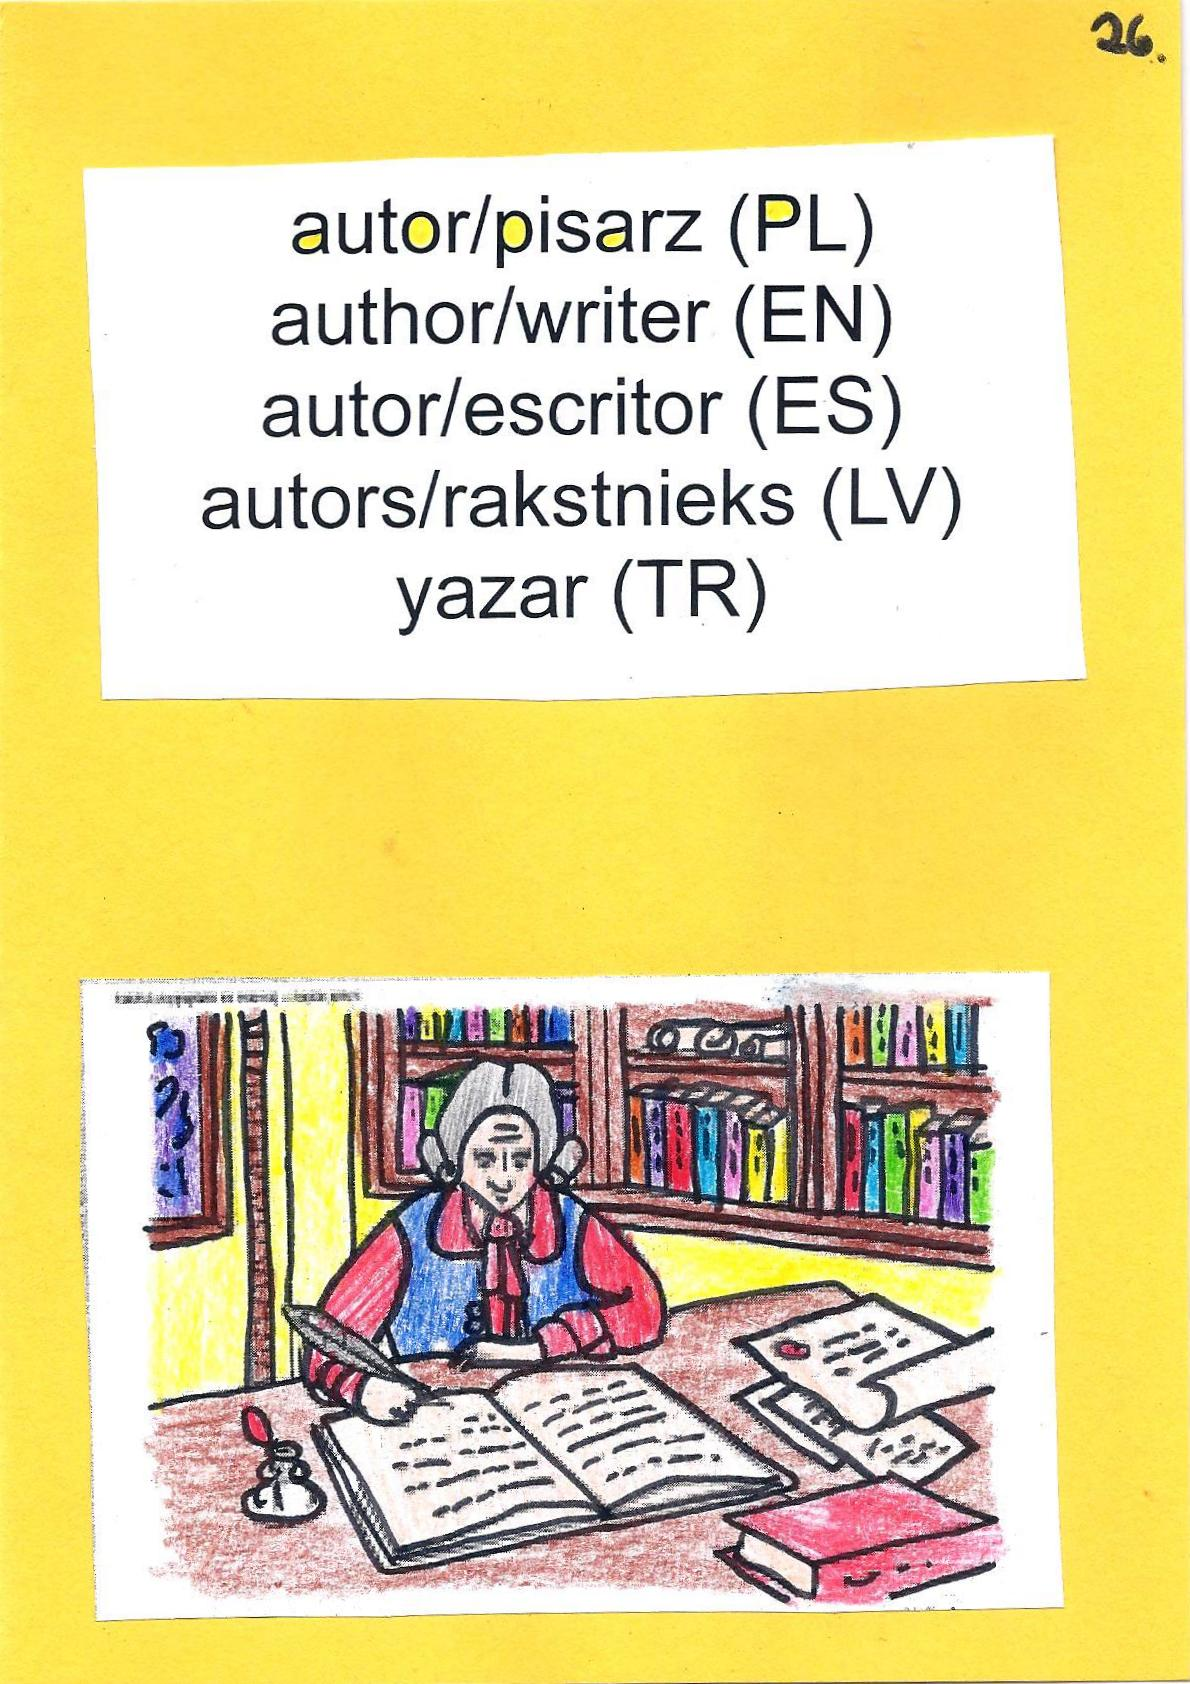 26.
autor/pisarz (PL)
author/writer (EN)
autor/escritor (ES)
autors/rakstnieks (LV)
yazar (TR)